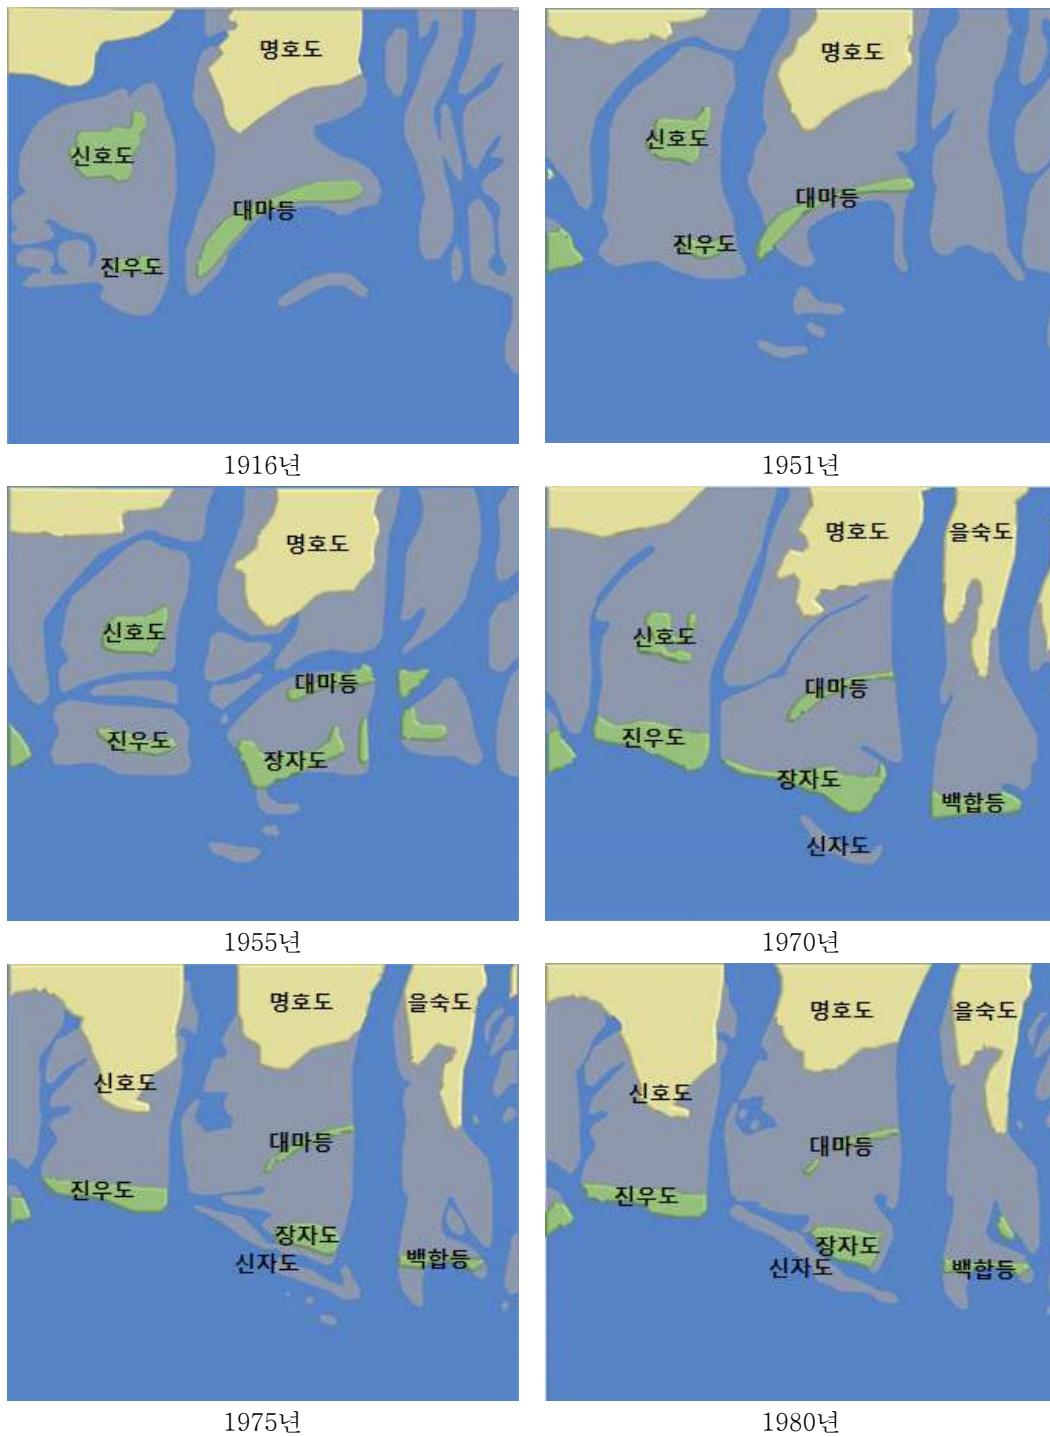 명호도
신호도
대마등
진우도
1916년
명호도
신호도
대마등
진우도
1951년
명호도
신호도
대마등
진우도
장자도
1955년
명호도 을숙도
신호도
대마등
진우도
장자도
백합등
신자도
1970년
명호도 을숙도
신호도
대마등
진우도
장자도
신자도 백합등
1975년
명호도 을숙도
신호도
대마등
진우도
장자도
신자도 백합등
1980년